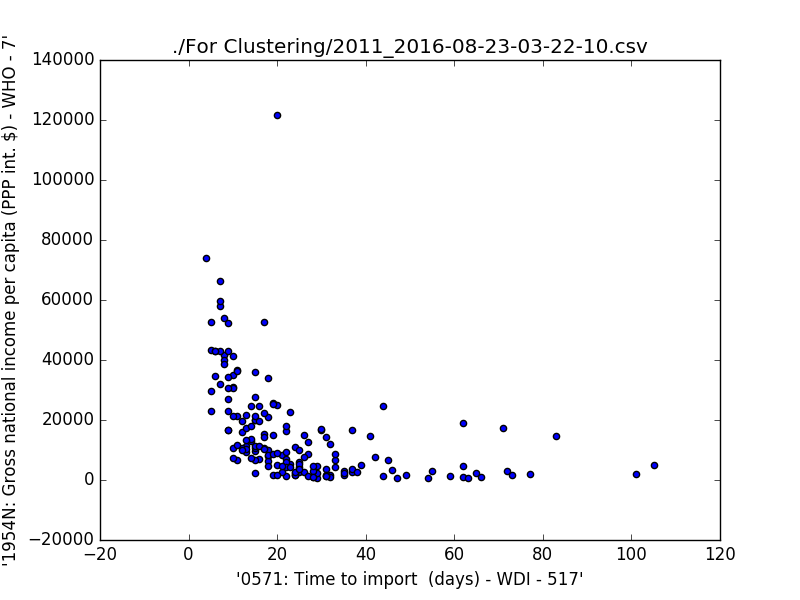 ./For Clustering/2011_2016-08-23-03-22-10.csv
140000
120000
100000
80000
60000
40000
20000
0
−20000
−20 0 20 40 60 80 100 120
'0571: Time to import  (days) - WDI - 517'
'1954N: Gross national income per capita (PPP int. $) - WHO - 7'